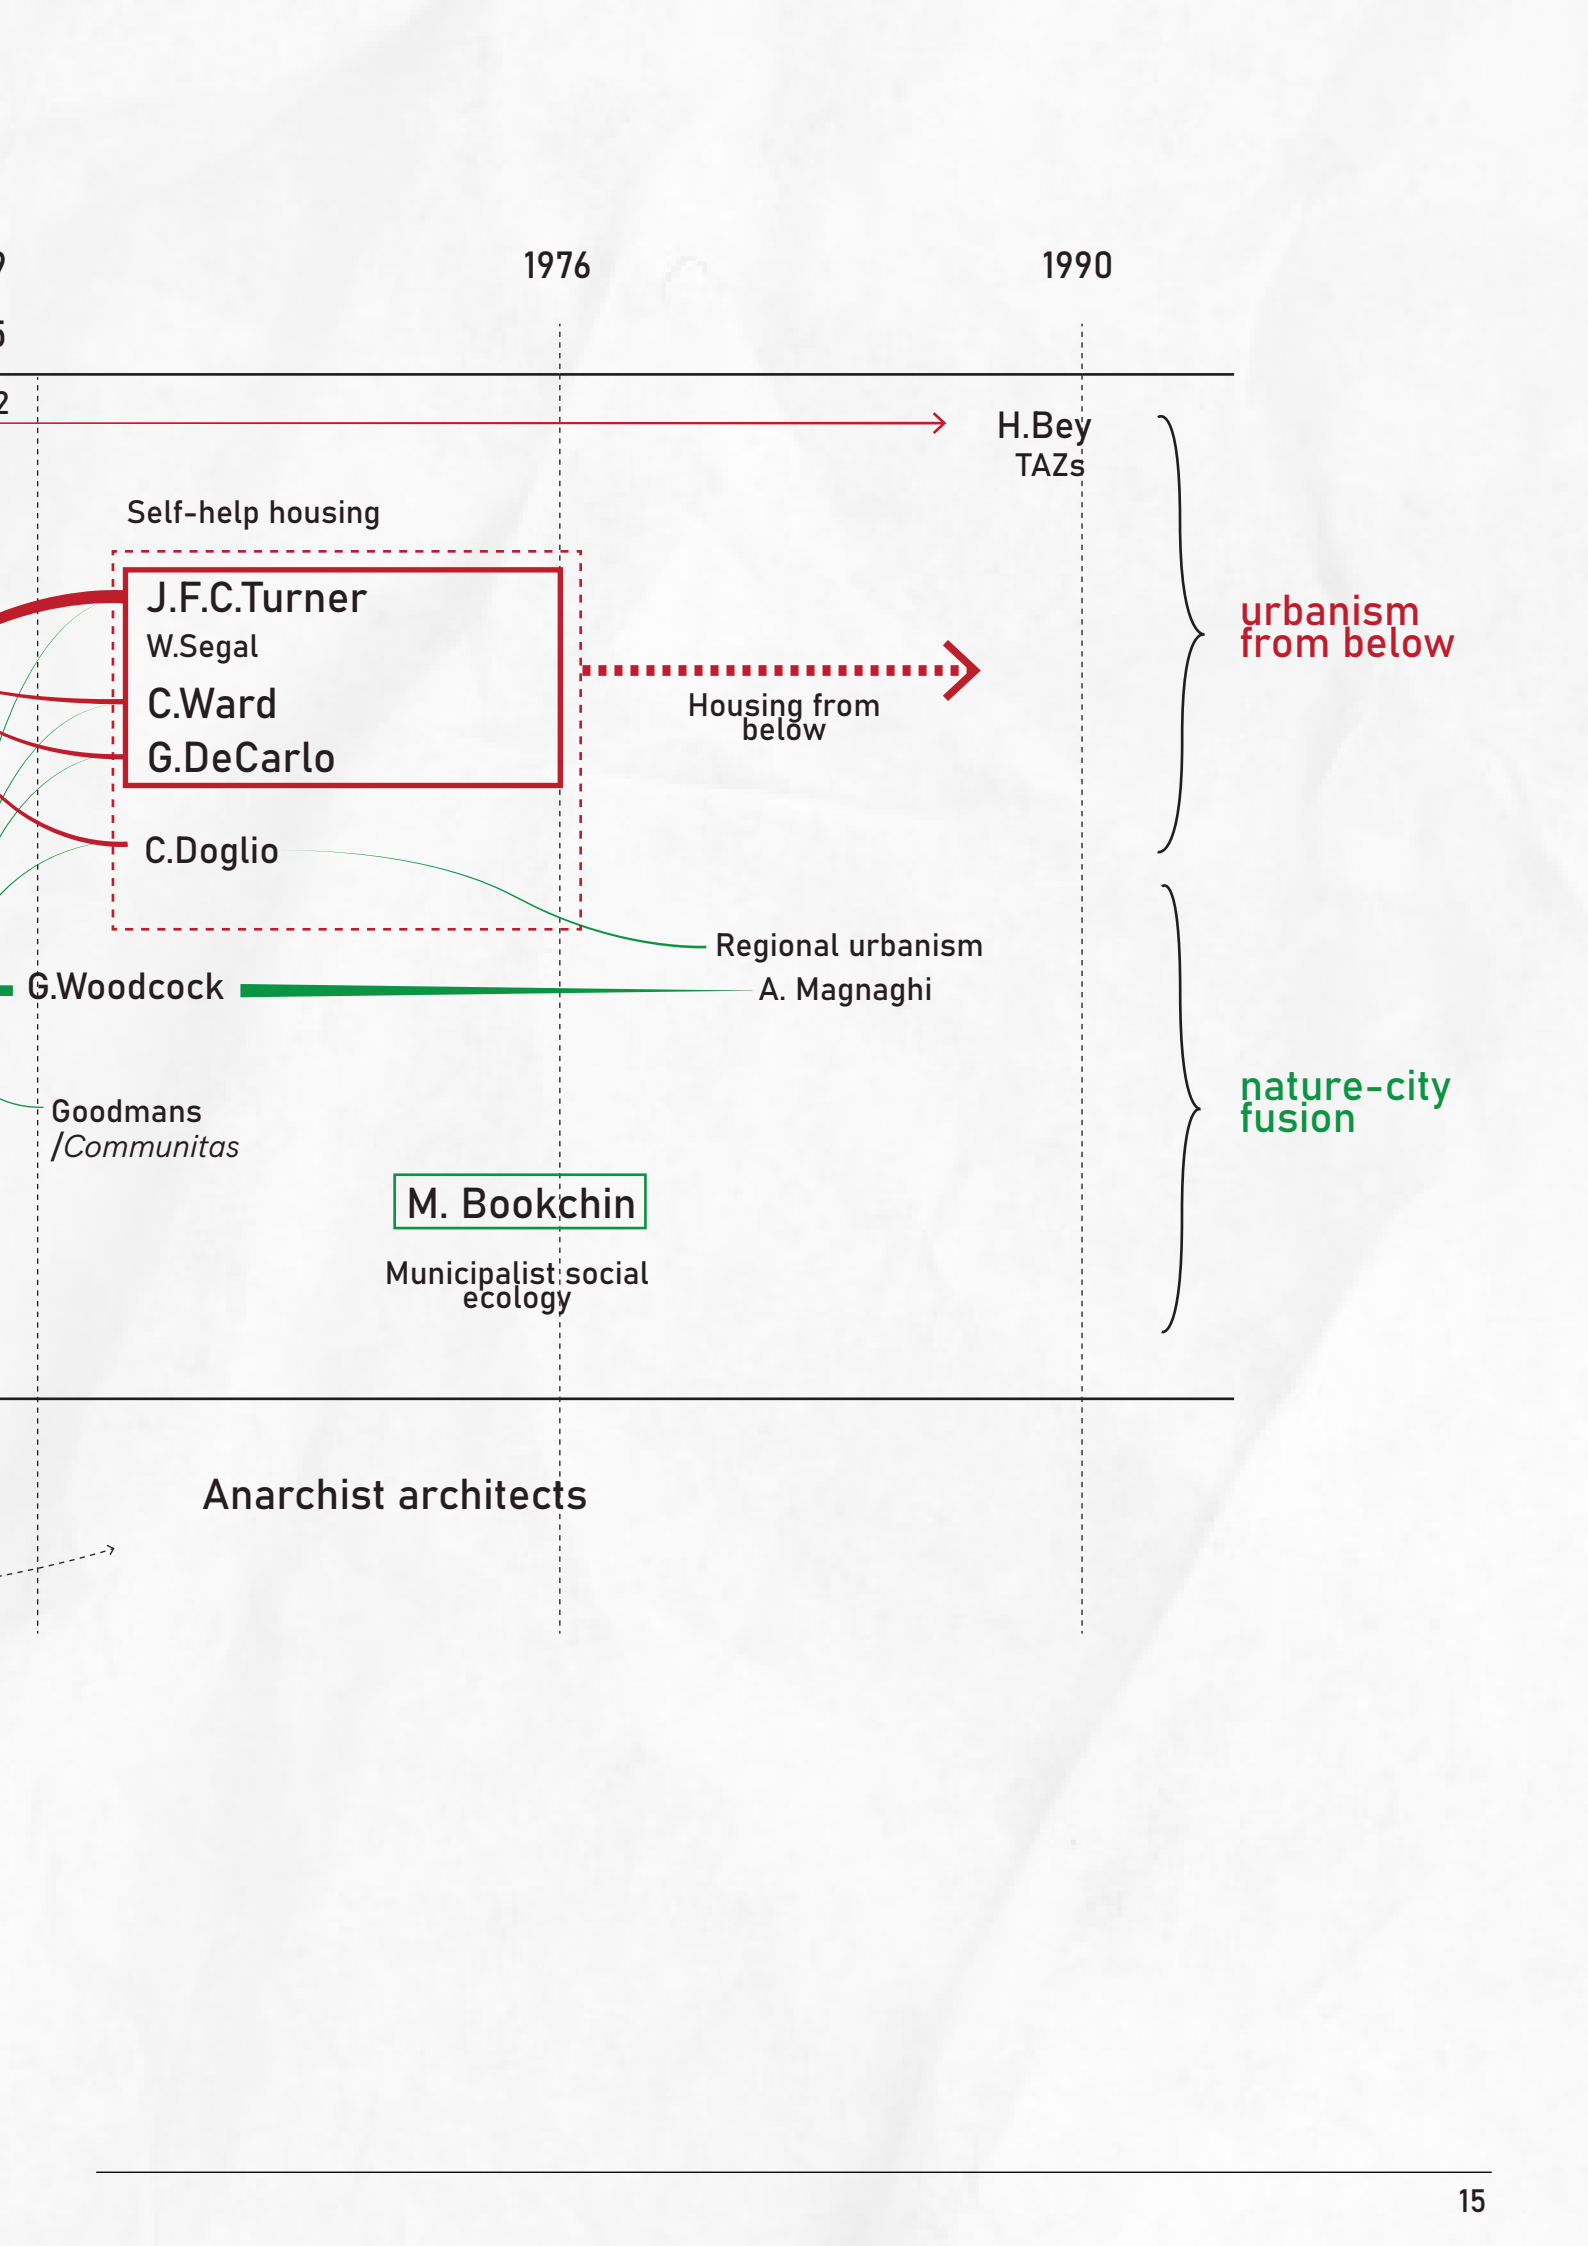 1976
1990
H.Bey
TAZs
Self-help housing
J.F.C.Turner
W.Segal
C.Ward
G.DeCarlo
Housing from
below
urbanism
from below
C.Doglio
Regional urbanism
G.Woodcock
A. Magnaghi
Goodmans
/Communitas
nature-city
fusion
M. Bookchin
Municipalist social
ecology
Anarchist architects
15